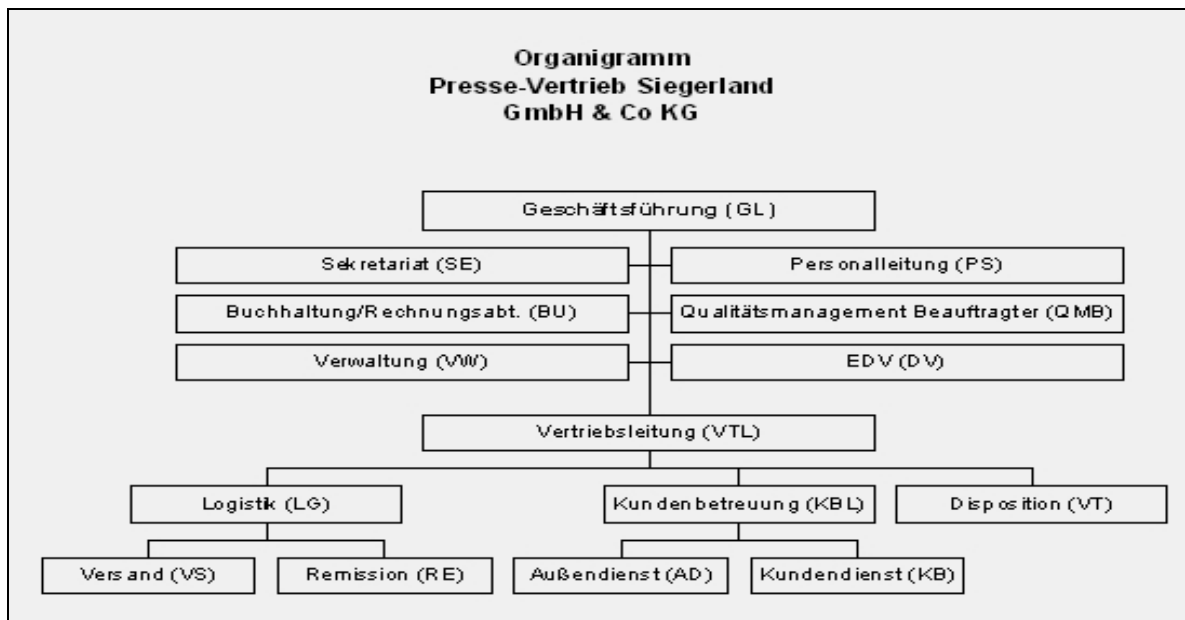 Organigramm
Presse-Vertrieb Siegerland
GmbH & Co KG
Geschäftsführung (GL)
Sekretariat (SE)
Personalleitung (PS)
Buchhaltung/Rechnungsabt. (BU)
Qualitätsmanagement Beauftragter (QMB)
Verwaltung (VW)
EDV (DV)
Vertriebsleitung (VTL)
Logistik (LG)
Kundenbetreuung (KBL)
Disposition (VT)
Versand (VS)
Remission (RE)
Außendienst (AD)
Kundendienst (KB)